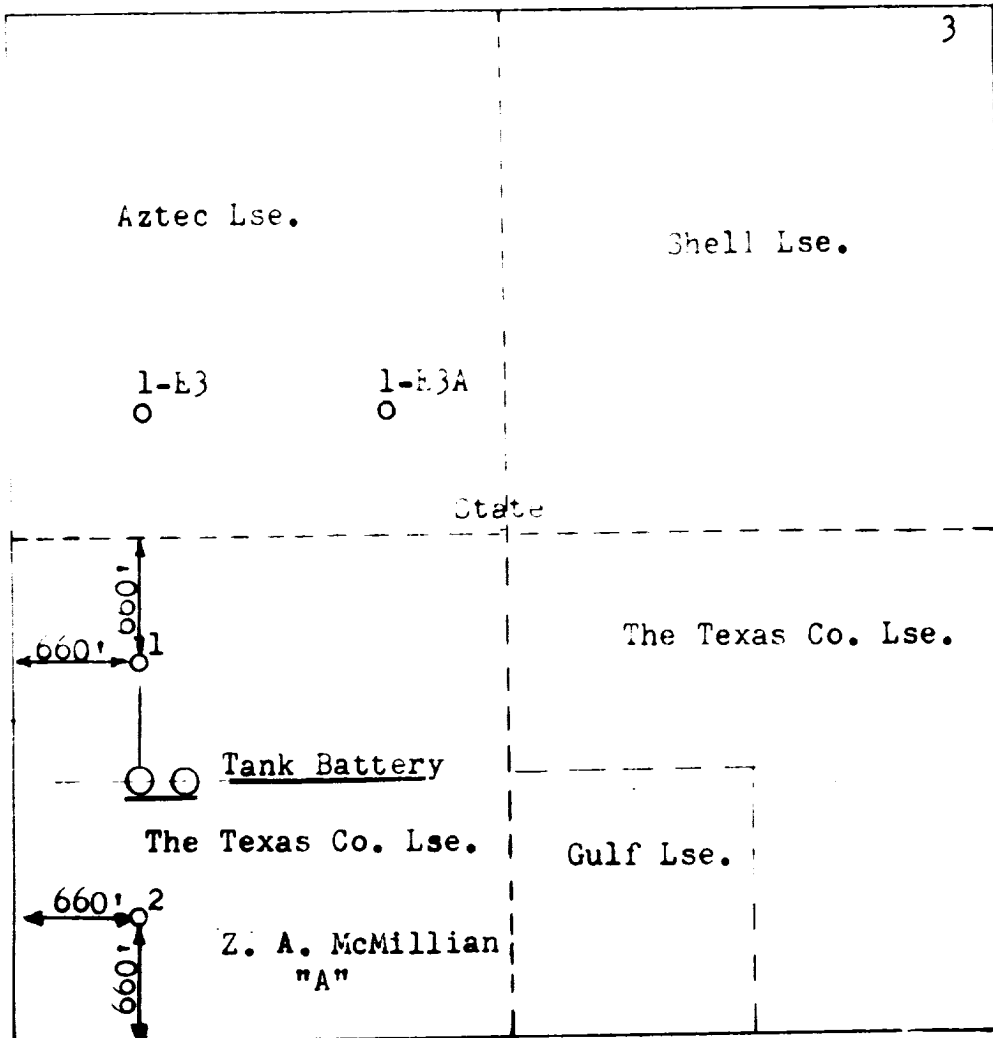 3
Aztec Lse.
Shell Lse.
1-E3
1-E3A
State
660'
660'
1
The Texas Co. Lse.
Tank Battery
The Texas Co. Lse.
Gulf Lse.
660'
2
Z. A. McMillian
"A"
660'